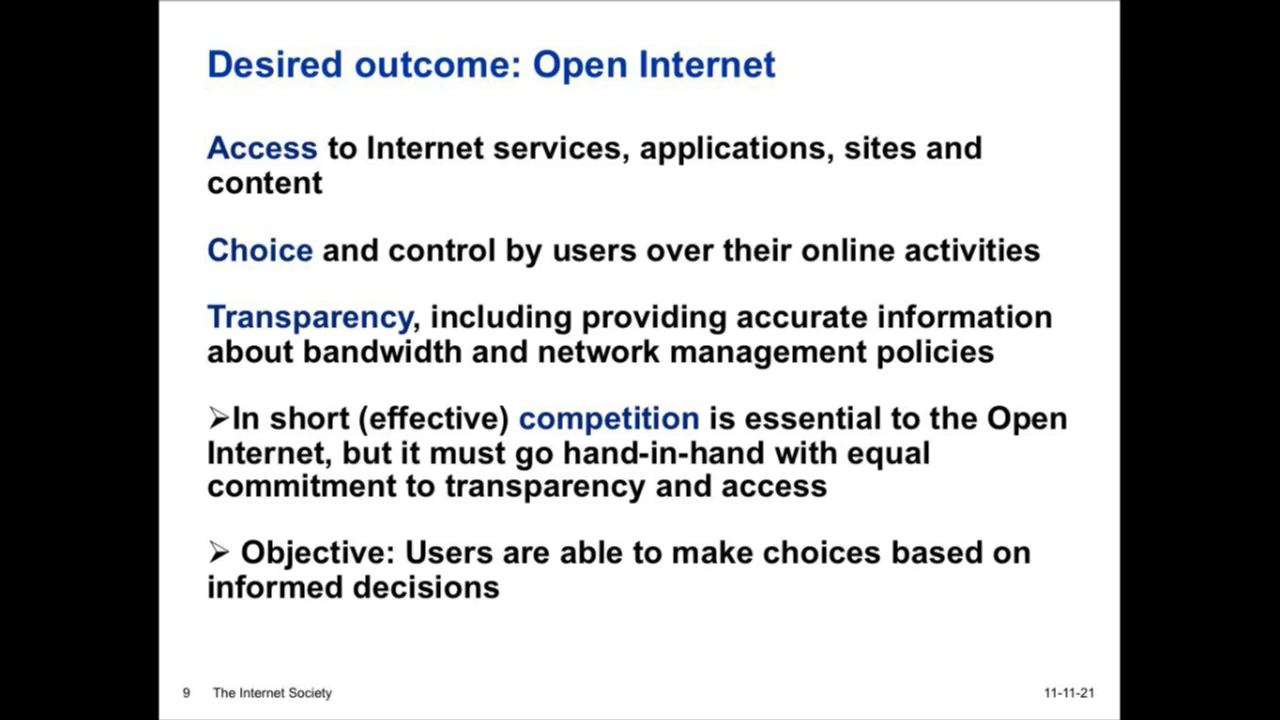 Desired outcome: Open Internet
Access to Internet services, applications, sites and
content
Choice and control by users over their online activities
Transparency, including providing accurate information
about bandwidth and network management policies
➢In short (effective) competition is essential to the Open
Internet, but it must go hand-in-hand with equal
commitment to transparency and access
➢ Objective: Users are able to make choices based on
informed decisions
9 The Internet Society 11-11-21